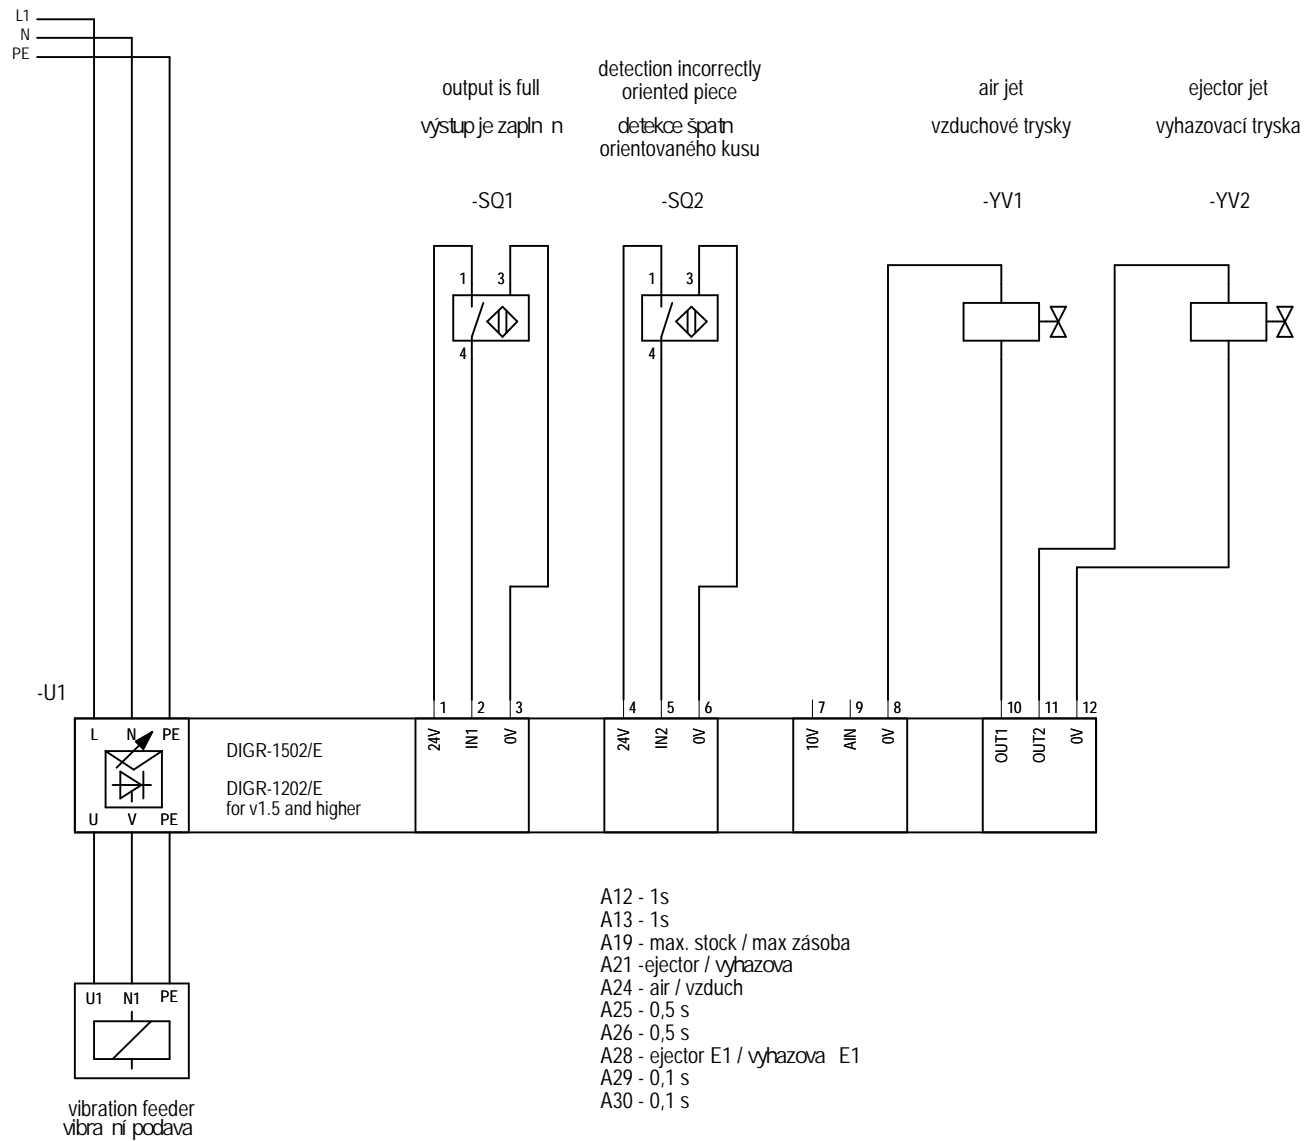 L1
N
PE
output is full
výstup je zapln n
detection incorrectly
oriented piece
detekce špatn
orientovaného kusu
air jet
vzduchové trysky
ejector jet
vyhazovací tryska
-SQ1
-SQ2
-YV1
-YV2
1 3
4
1 3
4
-U1
1 2 3
4 5 6
7 9 8
10 11 12
L N PE
U V PE
DIGR-1502/E
DIGR-1202/E
for v1.5 and higher
24V IN1 0V
24V IN2 0V
10V AIN 0V
OUT1 OUT2 0V
A12 - 1s
A13 - 1s
A19 - max. stock / max zásoba
A21 -ejector / vyhazova
A24 - air / vzduch
A25 - 0,5 s
A26 - 0,5 s
A28 - ejector E1 / vyhazova E1
A29 - 0,1 s
A30 - 0,1 s
U1 N1 PE
vibration feeder
vibra ní podava